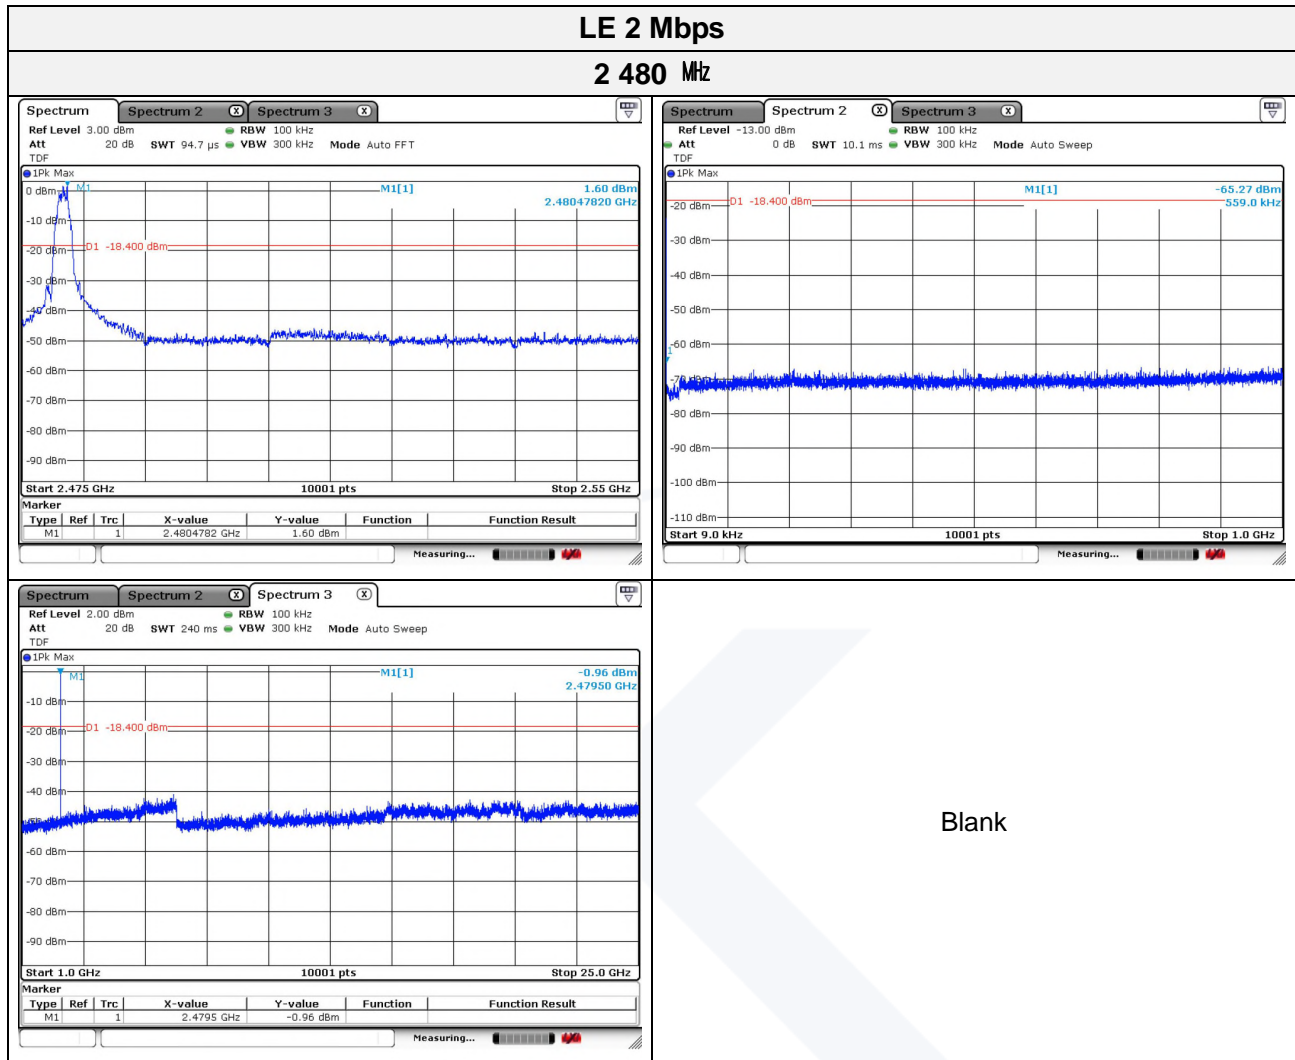 LE 2 Mbps
2 480 ㎒
Spectrum Spectrum 2 X Spectrum 3 X
Ref Level 3.00 dBm RBW 100 kHz
Att 20 dB SWT 94.7 µs VBW 300 kHz Mode Auto FFT
TDF
1Pk Max
M1[1] 1.60 dBm
2.48047820 GHz
M1
0 dBm
-10 dBm
D1 -18.400 dBm
-20 dBm
-30 dBm
-40 dBm
-50 dBm
-60 dBm
-70 dBm
-80 dBm
-90 dBm
Start 2.475 GHz 10001 pts Stop 2.55 GHz
Marker
Type Ref Trc X-value Y-value Function Function Result
M1 1 2.4804782 GHz 1.60 dBm
Measuring...
Spectrum Spectrum 2 X Spectrum 3 X
Ref Level -13.00 dBm RBW 100 kHz
Att 0 dB SWT 10.1 ms VBW 300 kHz Mode Auto Sweep
TDF
1Pk Max
M1[1] -65.27 dBm
559.0 kHz
D1 -18.400 dBm
-20 dBm
-30 dBm
-40 dBm
-50 dBm
-60 dBm
-70 dBm
-80 dBm
-90 dBm
-100 dBm
-110 dBm
Start 9.0 kHz 10001 pts Stop 1.0 GHz
Measuring...
Spectrum Spectrum 2 X Spectrum 3 X
Ref Level 2.00 dBm RBW 100 kHz
Att 20 dB SWT 240 ms VBW 300 kHz Mode Auto Sweep
TDF
1Pk Max
M1[1] -0.96 dBm
2.47950 GHz
M1
-10 dBm
D1 -18.400 dBm
-20 dBm
-30 dBm
-40 dBm
-60 dBm
-70 dBm
-80 dBm
-90 dBm
Start 1.0 GHz 10001 pts Stop 25.0 GHz
Marker
Type Ref Trc X-value Y-value Function Function Result
M1 1 2.4795 GHz -0.96 dBm
Measuring...
Blank